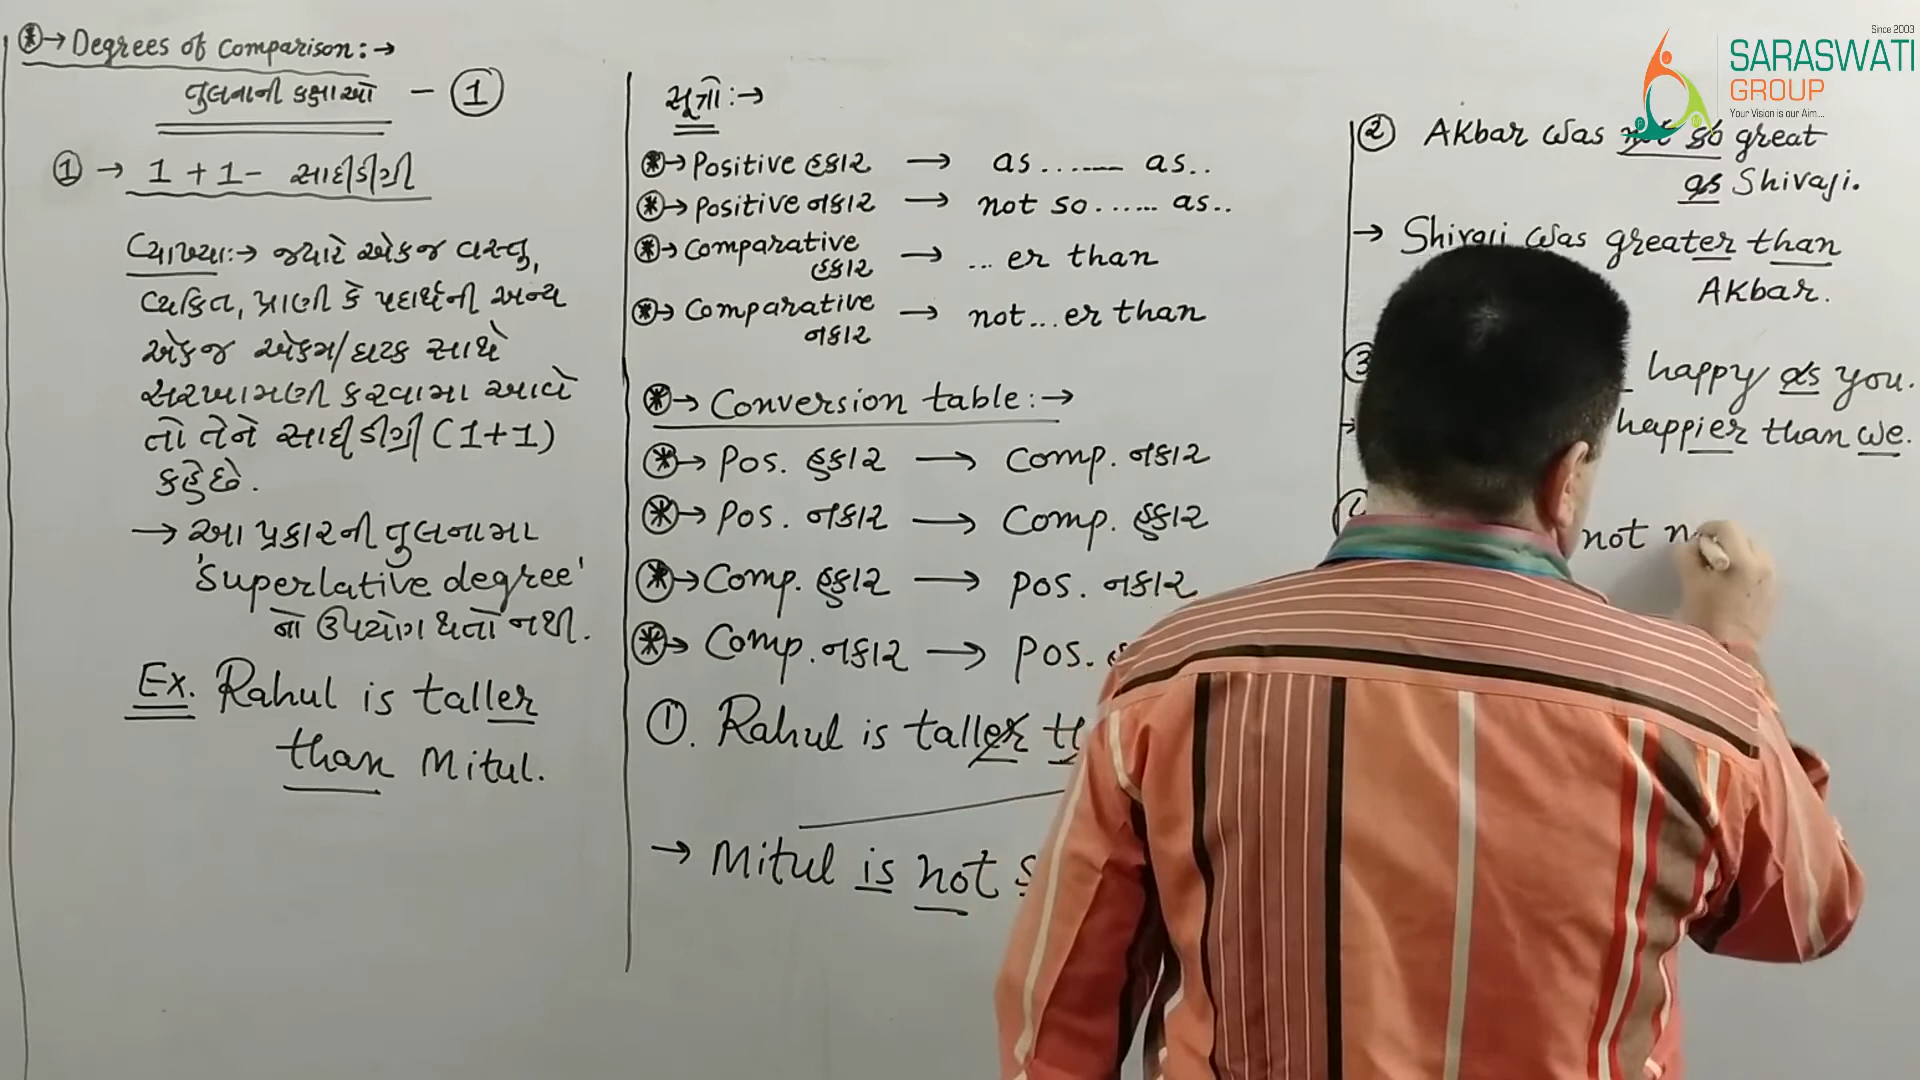 * → Degrees of comparison: →
તુલનાની કક્ષાઓ - 1
1 → 1 + 1 - સાદી ડીગ્રી
વ્યાખ્યા: → જ્યારે એકજ વસ્તુ,
વ્યકિત, પ્રાણી કે પદાર્થની અન્ય
એકજ એકમ/ઘટક સાથે
સરખામણી કરવામા આવે
તો તેને સાદી ડીગ્રી (1+1)
કહે છે.
→ આ પ્રકારની તુલનામા
'Superlative degree'
નો ઉપયોગ થતો નથી.
Ex. Rahul is taller
than Mitul.
સૂત્રો: →
* → Positive હકાર → as ...... as..
* → Positive નકાર → not so ...... as..
* → Comparative
હકાર → ... er than
* → Comparative
નકાર → not ... er than
* → Conversion table: →
* → Pos. હકાર → Comp. નકાર
* → Pos. નકાર → Comp. હકાર
* → Comp. હકાર → Pos. નકાર
* → Comp. નકાર → Pos.
1. Rahul is taller
→ Mitul is not
2 Akbar was not so great
as Shivaji.
→ Shivaji was greater than
Akbar.
3 happy as you.
→ happier than we.
not
Since 2003
SARASWATI
GROUP
Your Vision is our Aim...